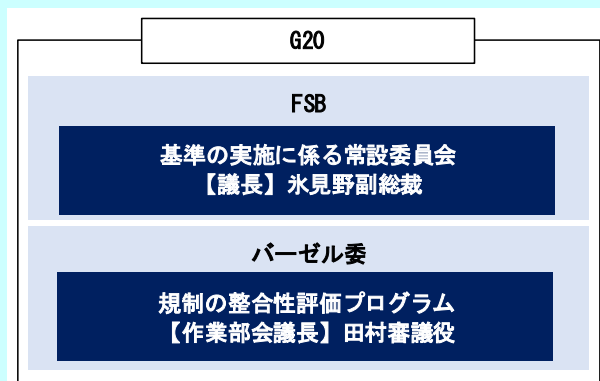 G20
FSB
基準の実施に係る常設委員会
【議長】氷見野副総裁
バーゼル委
規制の整合性評価プログラム
【作業部会議長】田村審議役